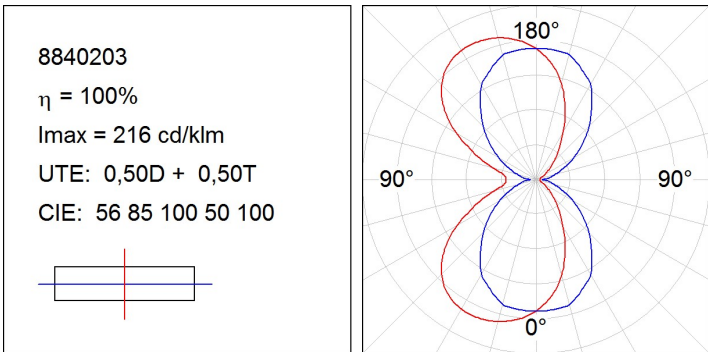 8840203
η = 100%
Imax = 216 cd/klm
UTE: 0,50D + 0,50T
CIE: 56 85 100 50 100
180°
90° 90°
0°